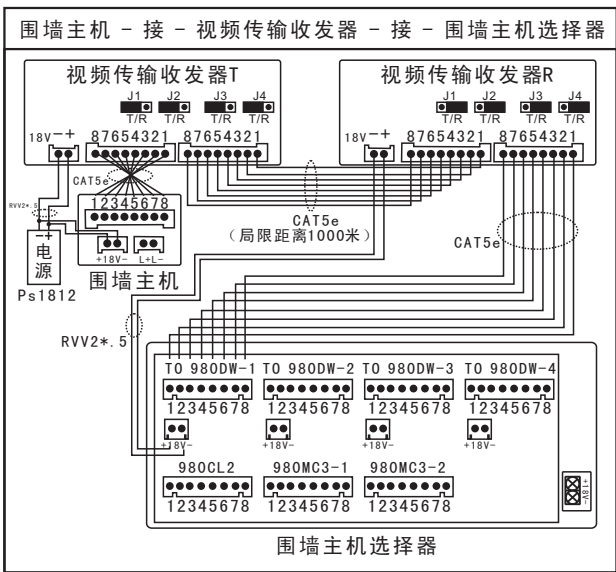 围墙主机 – 接 – 视频传输收发器 – 接 – 围墙主机选择器
视频传输收发器T
视频传输收发器R
J1 J2 J3 J4
T/R T/R T/R T/R
J1 J2 J3 J4
T/R T/R T/R T/R
18V -+ 87654321 87654321
18V -+ 87654321 87654321
CAT5e
RVV2*.5
12345678
-+
电源
Ps1812
+18V- L+L-
围墙主机
CAT5e
(局限距离1000米)
CAT5e
RVV2*.5
TO 980DW-1 TO 980DW-2 TO 980DW-3 TO 980DW-4
12345678 12345678 12345678 12345678
+18V- +18V- +18V- +18V-
980CL2 980MC3-1 980MC3-2
12345678 12345678 12345678
+18V-
围墙主机选择器